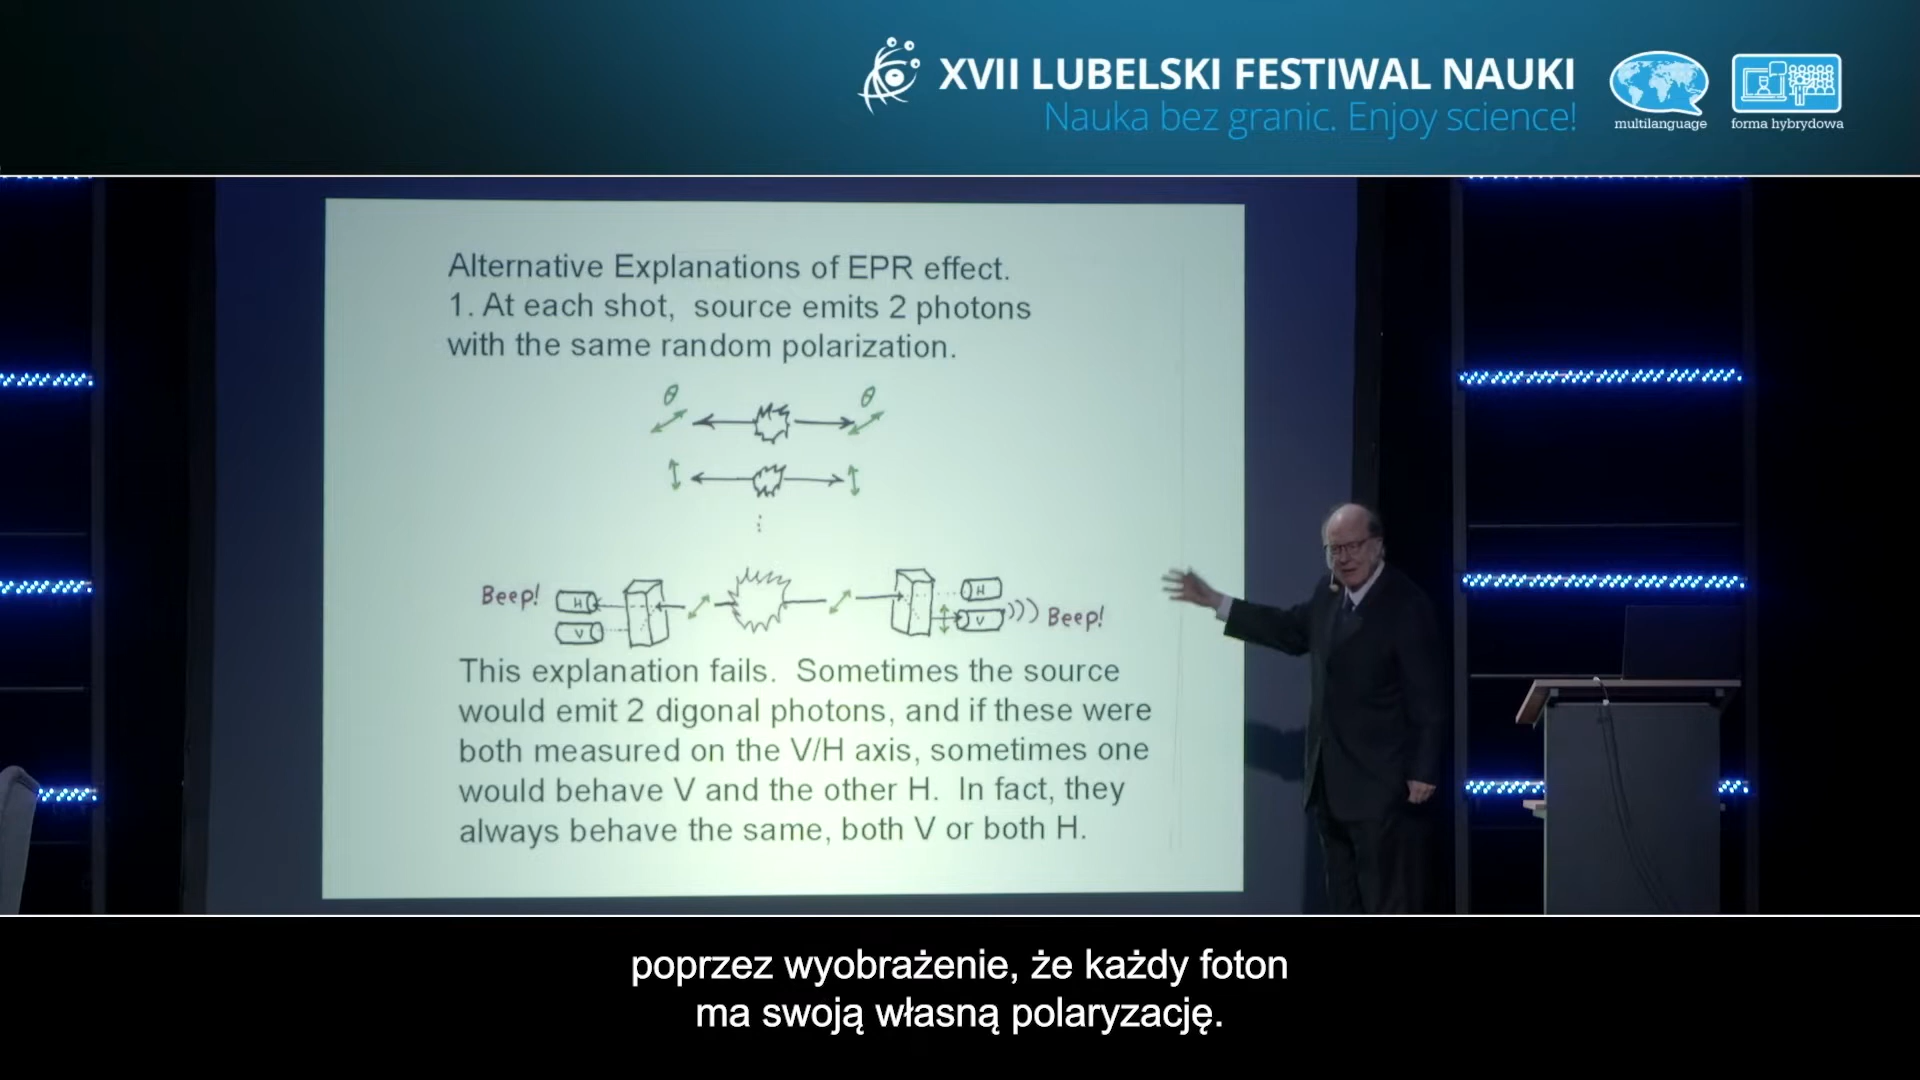 XVII LUBELSKI FESTIWAL NAUKI
Nauka bez granic. Enjoy science!
multilanguage
forma hybrydowa
Alternative Explanations of EPR effect.
1. At each shot, source emits 2 photons
with the same random polarization.
θ θ
Beep! H H
V V Beep!
This explanation fails. Sometimes the source
would emit 2 digonal photons, and if these were
both measured on the V/H axis, sometimes one
would behave V and the other H. In fact, they
always behave the same, both V or both H.
poprzez wyobrażenie, że każdy foton
ma swoją własną polaryzację.